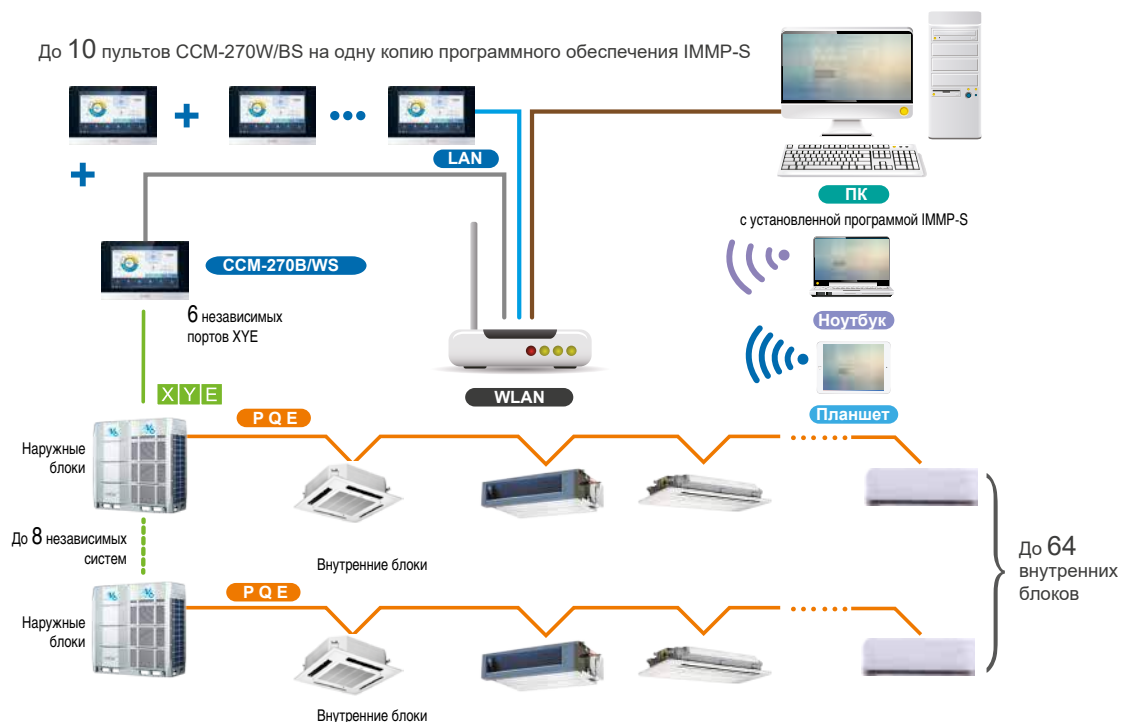 До 10 пультов CCM-270W/BS на одну копию программного обеспечения IMMP-S
LAN
ПК
с установленной программой IMMP-S
CCM-270B/WS
6 независимых
портов XYE
Ноутбук
WLAN
Планшет
X Y E
P Q E
Наружные
блоки
До 8 независимых
систем
Внутренние блоки
До 64
внутренних
блоков
P Q E
Наружные
блоки
Внутренние блоки